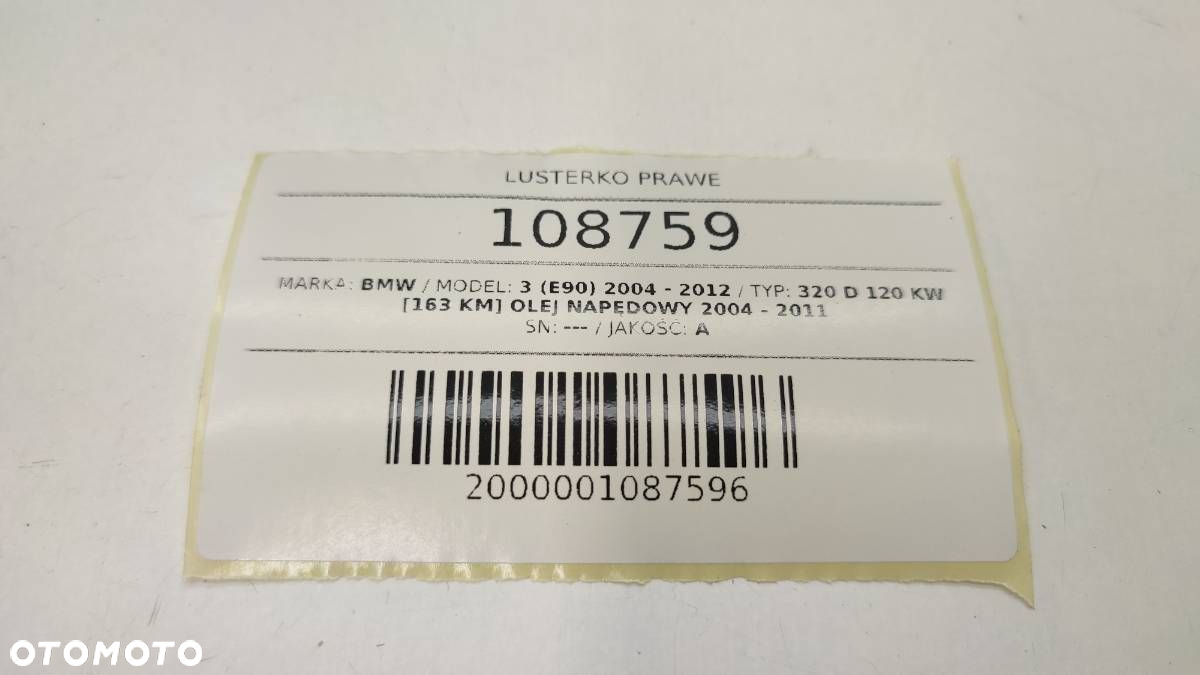 LUSTERKO PRAWE
108759
MARKA: BMW / MODEL: 3 (E90) 2004 - 2012 / TYP: 320 D 120 KW
[163 KM] OLEJ NAPĘDOWY 2004 - 2011
SN: --- / JAKOŚĆ: A
2000001087596
OTOMOTO